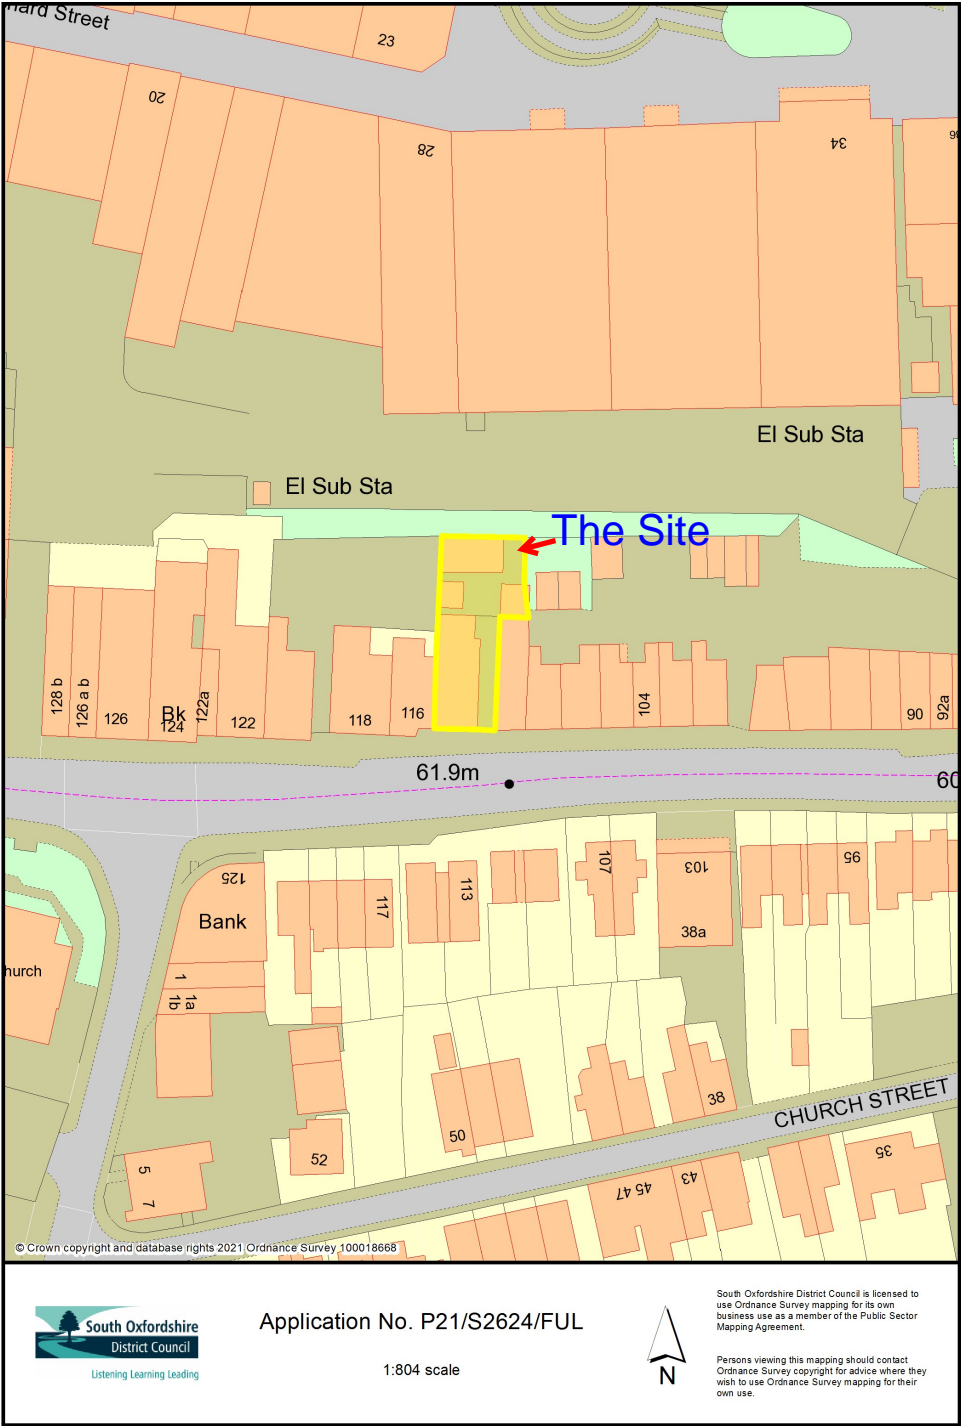 hard Street
23
20
28
34
El Sub Sta
El Sub Sta
The Site
128 b
126 a b
126
Bk
124
122a
122
118
116
104
90
92a
61.9m
60
125
Bank
117
113
107
103
38a
95
hurch
1
1a
1b
50
38
CHURCH STREET
52
5
7
47 45
43
35
© Crown copyright and database rights 2021 Ordnance Survey 100018668
South Oxfordshire
District Council
Listening Learning Leading
Application No. P21/S2624/FUL
1:804 scale
N
South Oxfordshire District Council is licensed to
use Ordnance Survey mapping for its own
business use as a member of the Public Sector
Mapping Agreement.
Persons viewing this mapping should contact
Ordnance Survey copyright for advice where they
wish to use Ordnance Survey mapping for their
own use.